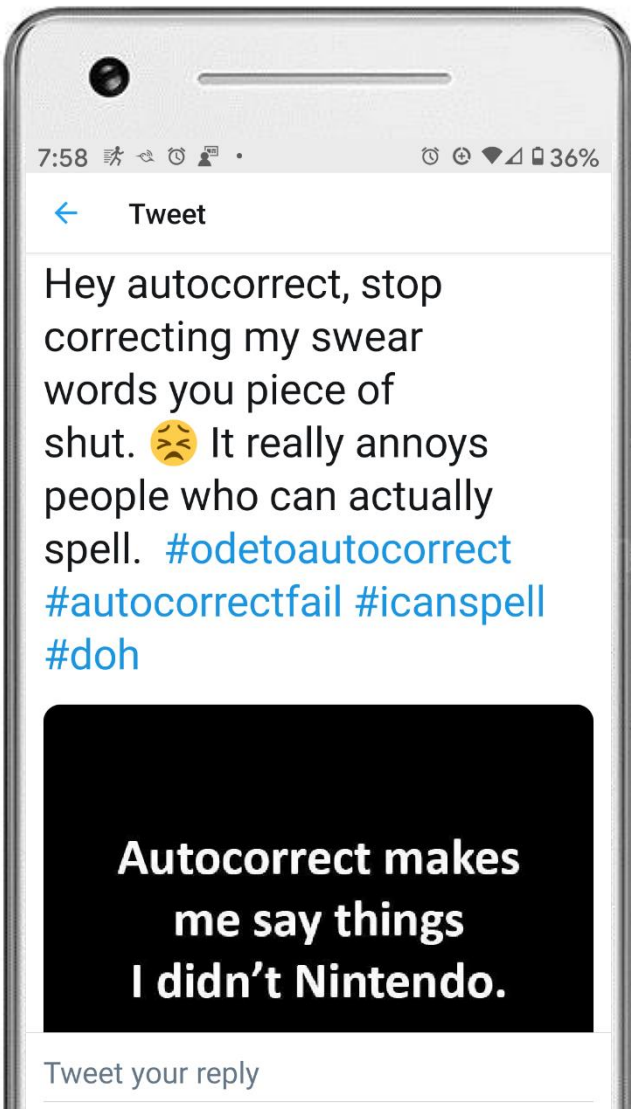 7:58 36%
Tweet
Hey autocorrect, stop
correcting my swear
words you piece of
shut. 😣 It really annoys
people who can actually
spell. #odetoautocorrect
#autocorrectfail #icanspell
#doh
Autocorrect makes
me say things
I didn't Nintendo.
Tweet your reply